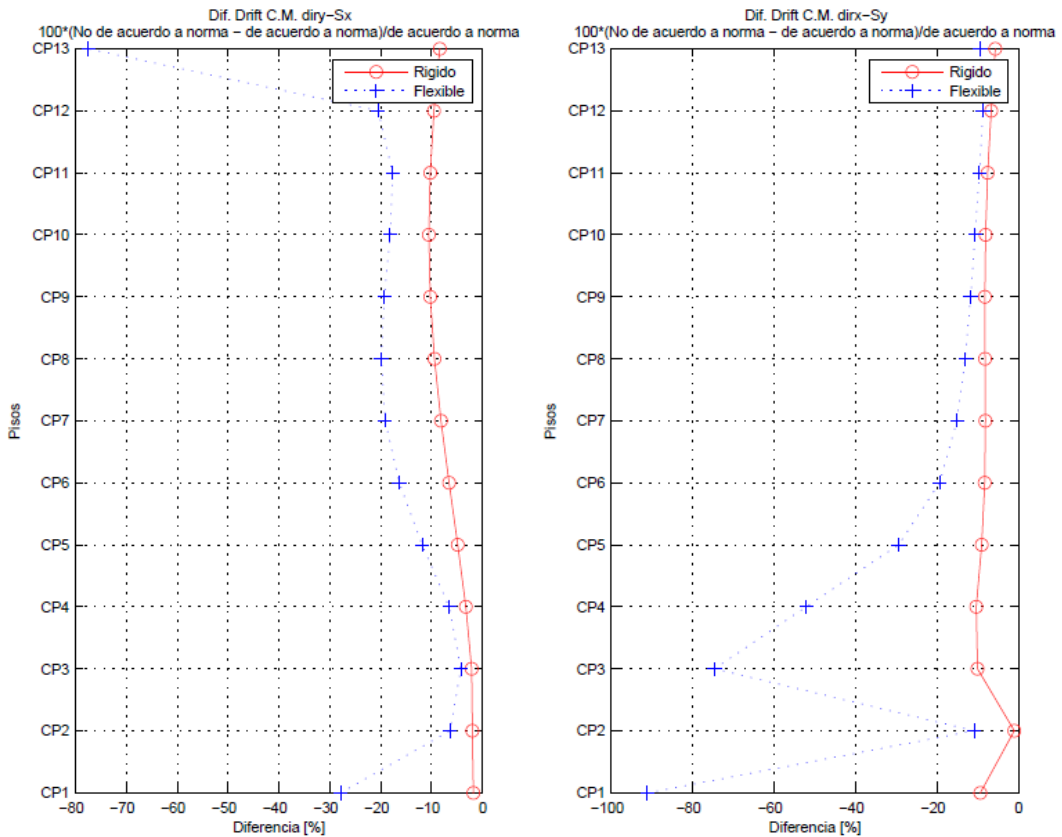 Dif. Drift C.M. diry−Sx
100*(No de acuerdo a norma − de acuerdo a norma)/de acuerdo a norma
CP13
CP12
CP11
CP10
CP9
CP8
CP7
CP6
CP5
CP4
CP3
CP2
CP1
Pisos
Rigido
Flexible
−80
−70
−60
−50
−40
−30
−20
−10
0
Diferencia [%]
Dif. Drift C.M. dirx−Sy
100*(No de acuerdo a norma − de acuerdo a norma)/de acuerdo a norma
CP13
CP12
CP11
CP10
CP9
CP8
CP7
CP6
CP5
CP4
CP3
CP2
CP1
Pisos
Rigido
Flexible
−100
−80
−60
−40
−20
0
Diferencia [%]